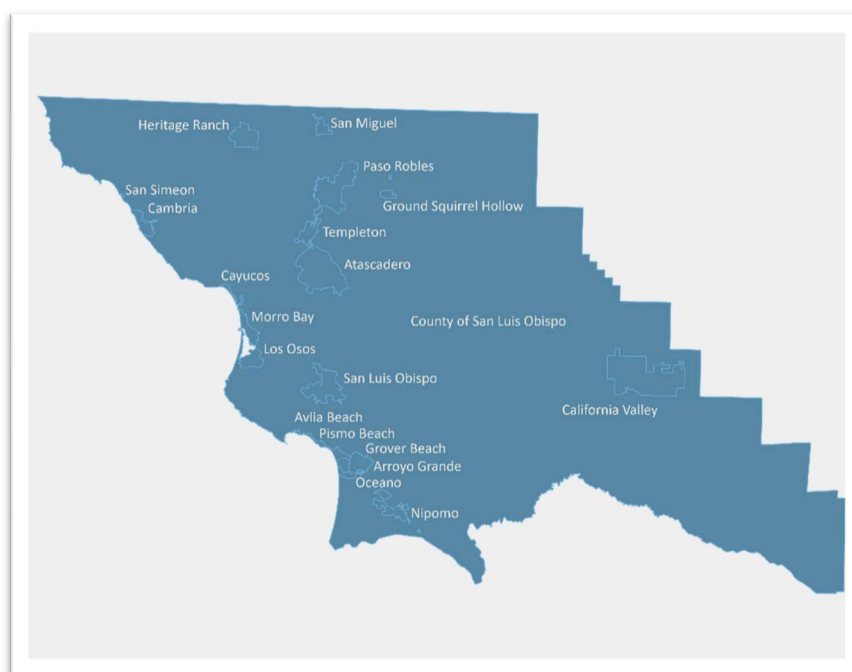 Heritage Ranch
San Miguel
Paso Robles
San Simeon
Ground Squirrel Hollow
Cambria
Templeton
Atascadero
Cayucos
Morro Bay
County of San Luis Obispo
Los Osos
San Luis Obispo
California Valley
Avlia Beach
Pismo Beach
Grover Beach
Arroyo Grande
Oceano
Nipomo